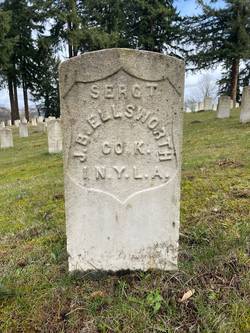 SERGT.
J.B. ELLSWORTH
CO. K.
1 N.Y.L.A.